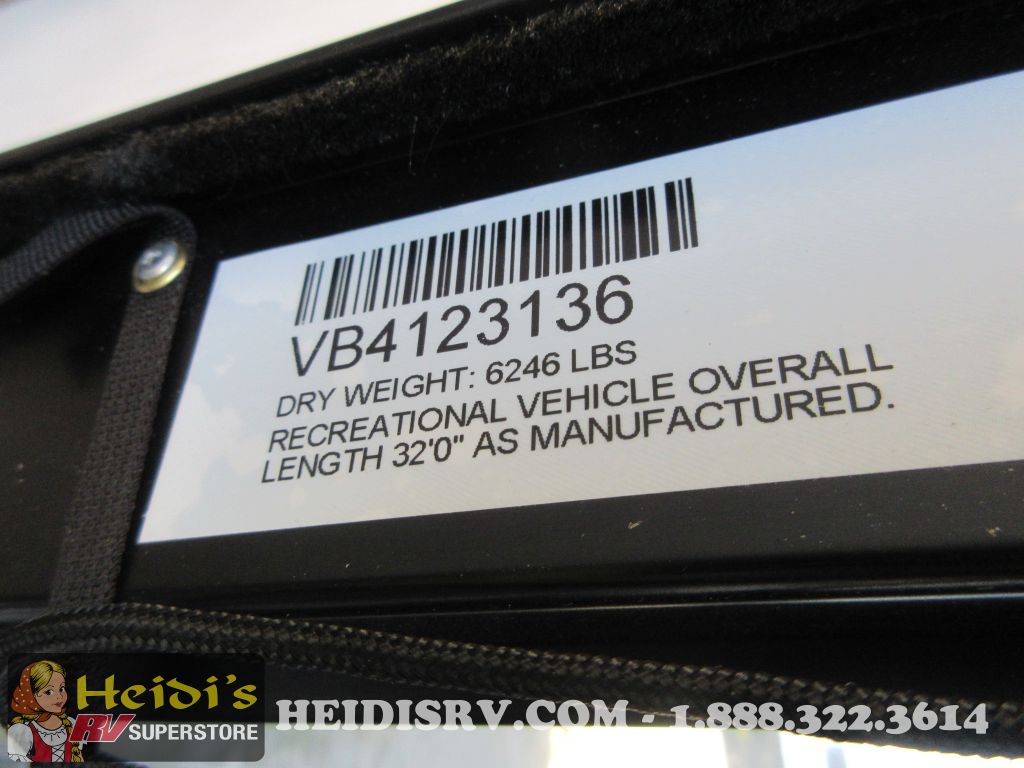 VB4123136
DRY WEIGHT: 6246 LBS
RECREATIONAL VEHICLE OVERALL
LENGTH 32'0" AS MANUFACTURED.
Heidi's
RV SUPERSTORE
HEIDISRV.COM - 1.888.322.3614